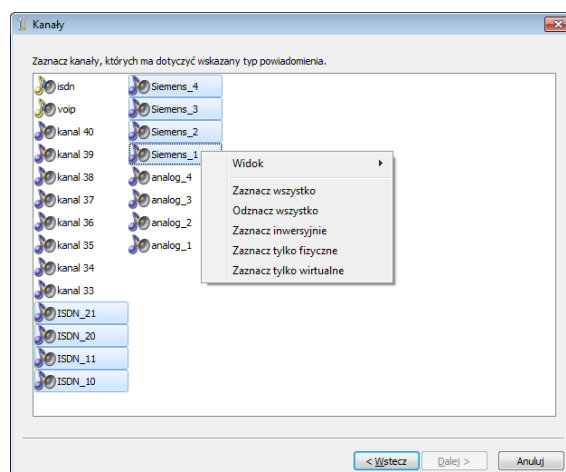 Kanały
Zaznacz kanały, których ma dotyczyć wskazany typ powiadomienia.
isdn
voip
kanal 40
kanal 39
kanal 38
kanal 37
kanal 36
kanal 35
kanal 34
kanal 33
ISDN_21
ISDN_20
ISDN_11
ISDN_10
Siemens_4
Siemens_3
Siemens_2
Siemens_1
analog_4
analog_3
analog_2
analog_1
Widok
Zaznacz wszystko
Odznacz wszystko
Zaznacz inwersyjnie
Zaznacz tylko fizyczne
Zaznacz tylko wirtualne
< Wstecz
Dalej >
Anuluj